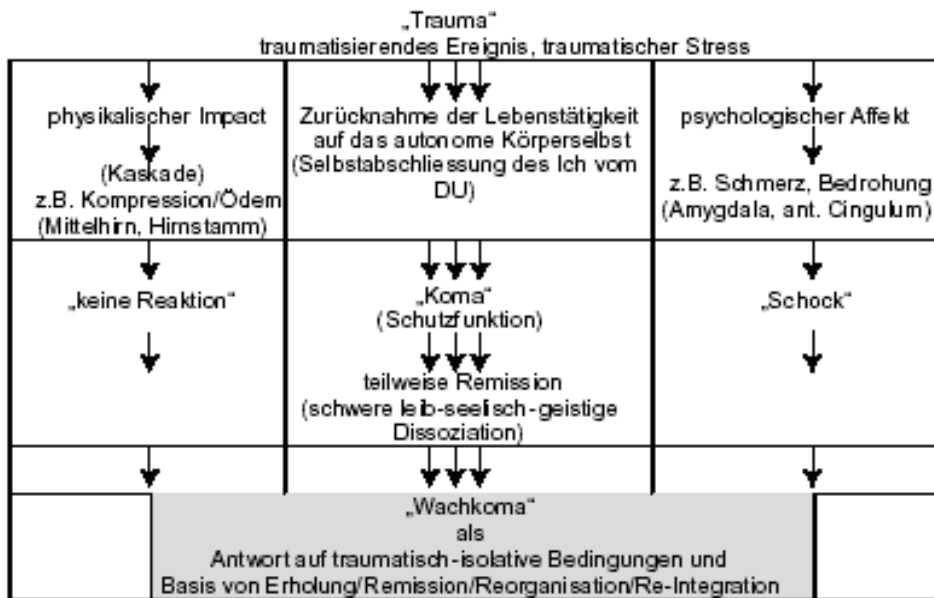 „Trauma“
traumatisierendes Ereignis, traumatischer Stress
physikalischer Impact
(Kaskade)
z.B. Kompression/Ödem
(Mittelhirn, Hirnstamm)
Zurücknahme der Lebenstätigkeit
auf das autonome Körperselbst
(Selbstabschliessung des Ich vom
DU)
psychologischer Affekt
z.B. Schmerz, Bedrohung
(Amygdala, ant. Cingulum)
„keine Reaktion“
„Koma“
(Schutzfunktion)
„Schock“
teilweise Remission
(schwere leib-seelisch-geistige
Dissoziation)
„Wachkoma“
als
Antwort auf traumatisch-isolative Bedingungen und
Basis von Erholung/Remission/Reorganisation/Re-Integration